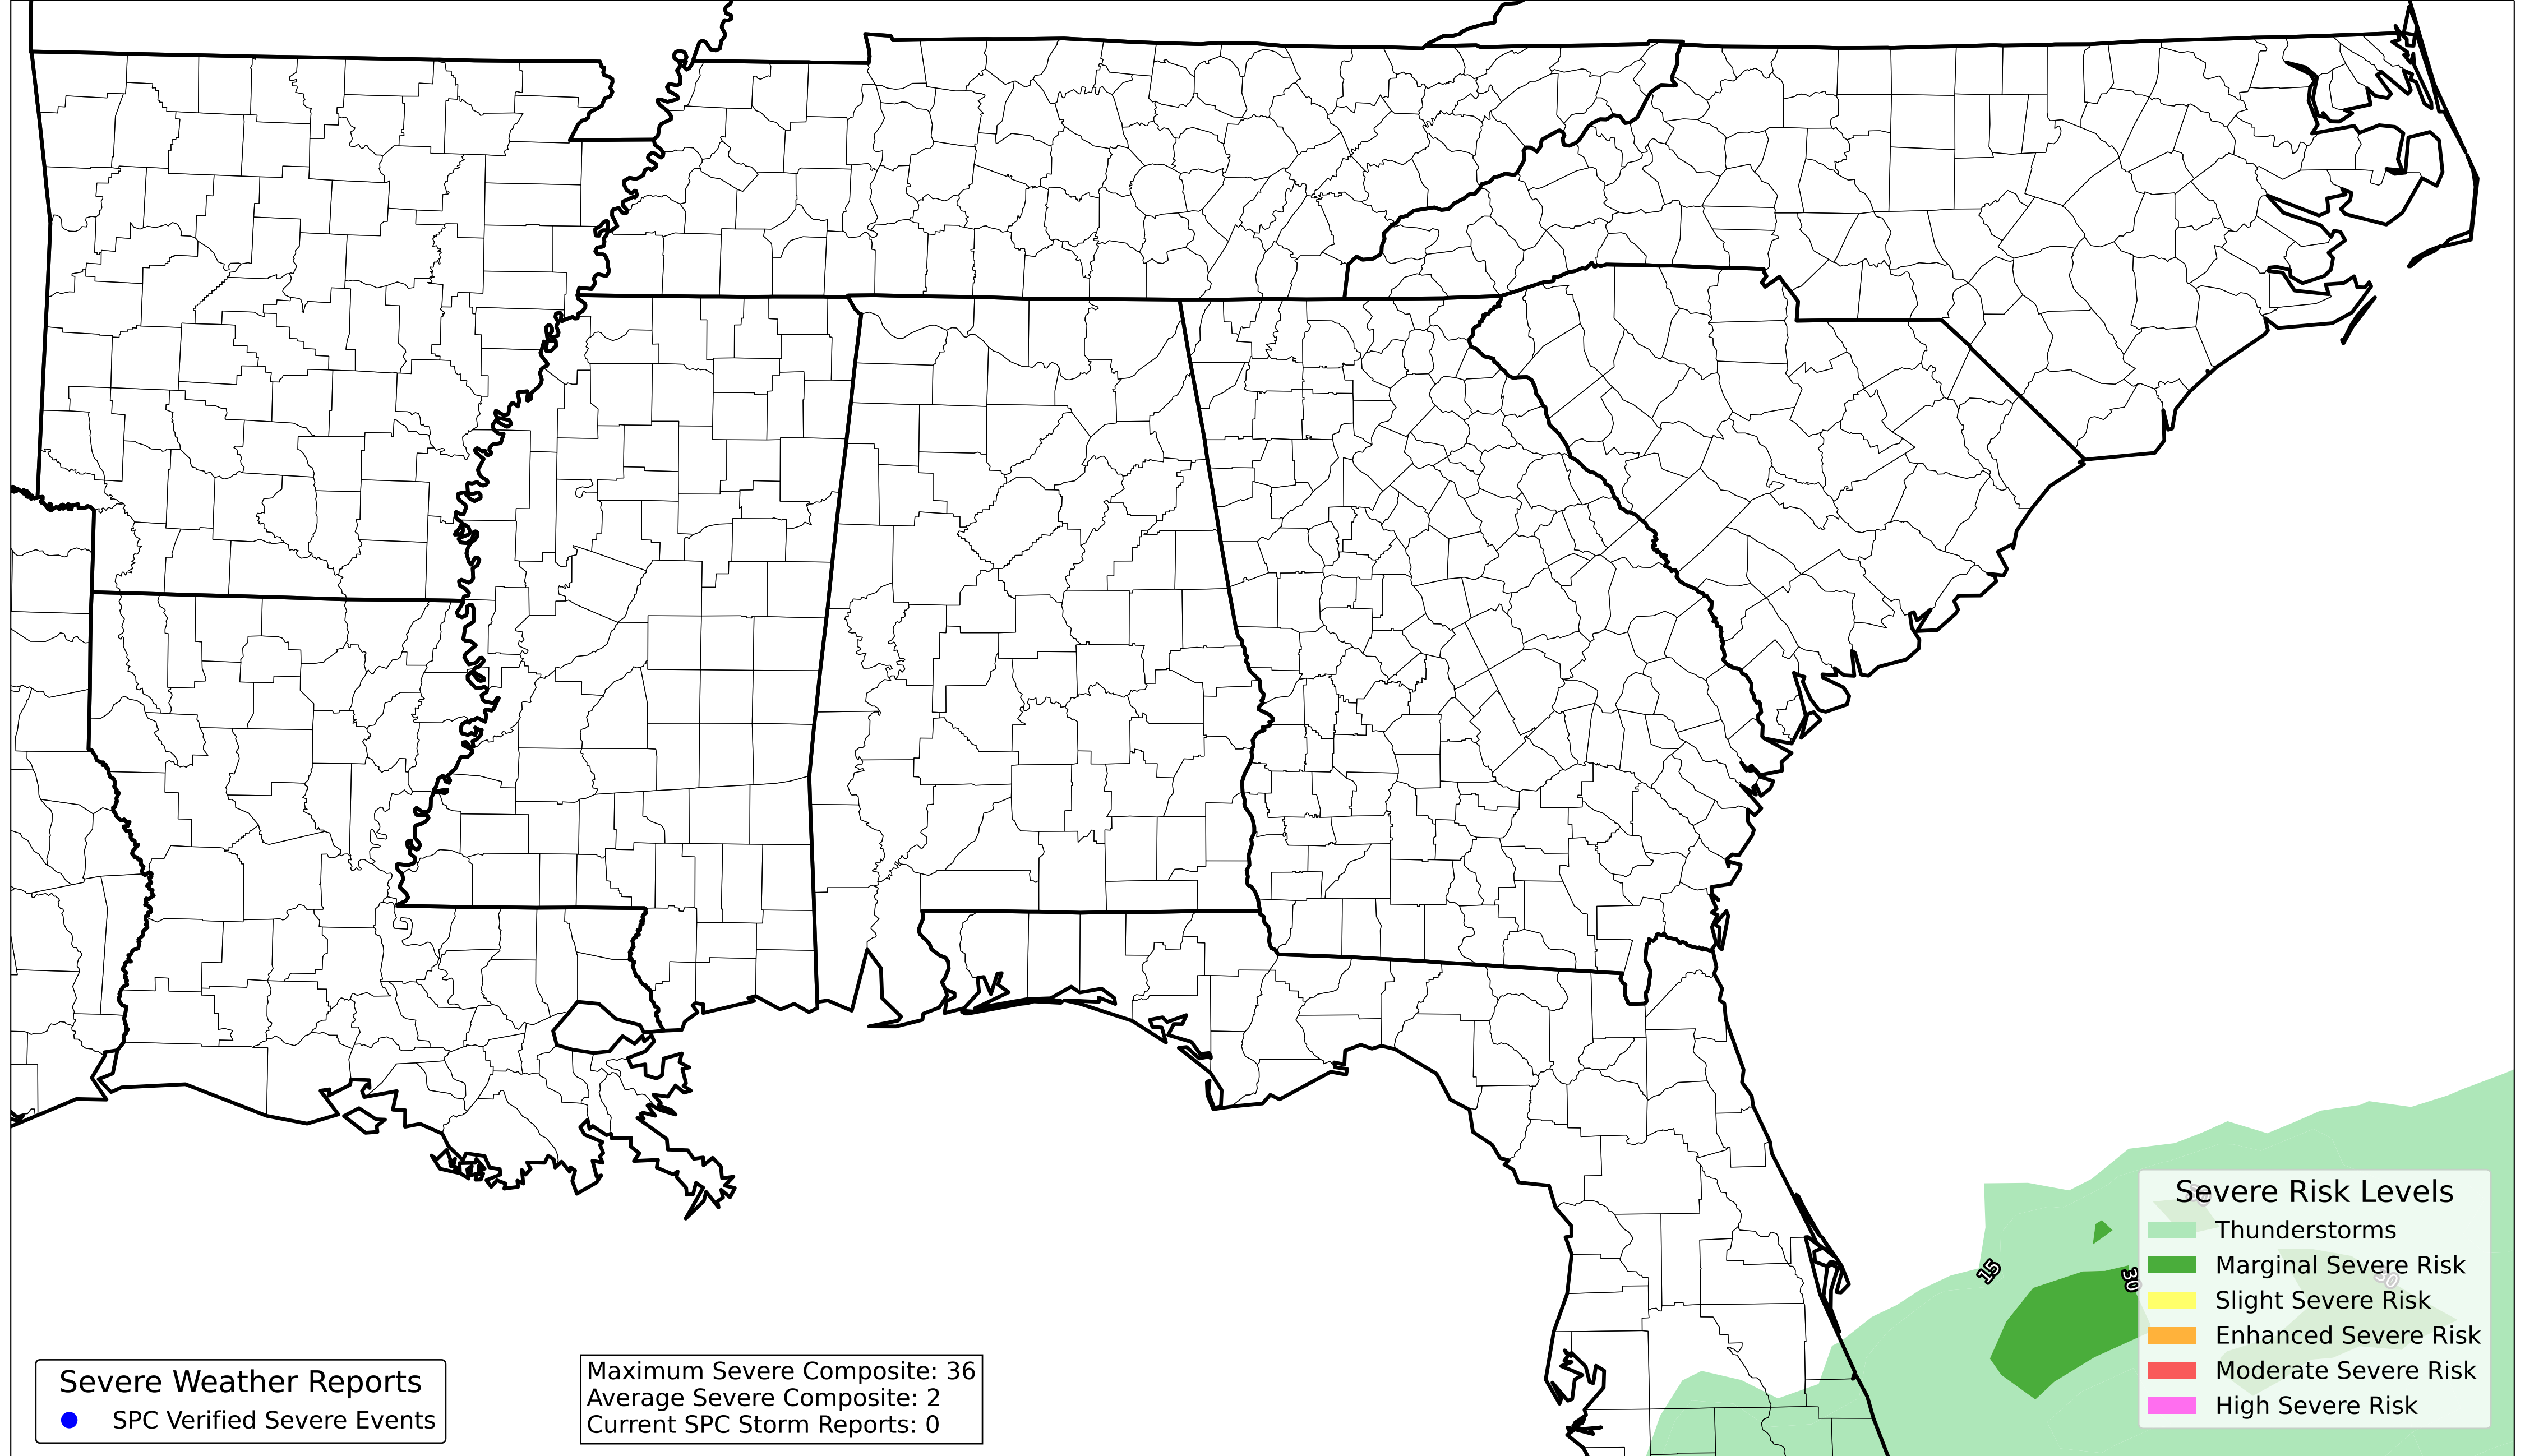 15
30
30
Severe Risk Levels
Thunderstorms
Marginal Severe Risk
Slight Severe Risk
Enhanced Severe Risk
Moderate Severe Risk
High Severe Risk
Severe Weather Reports
SPC Verified Severe Events
Maximum Severe Composite: 36
Average Severe Composite: 2
Current SPC Storm Reports: 0